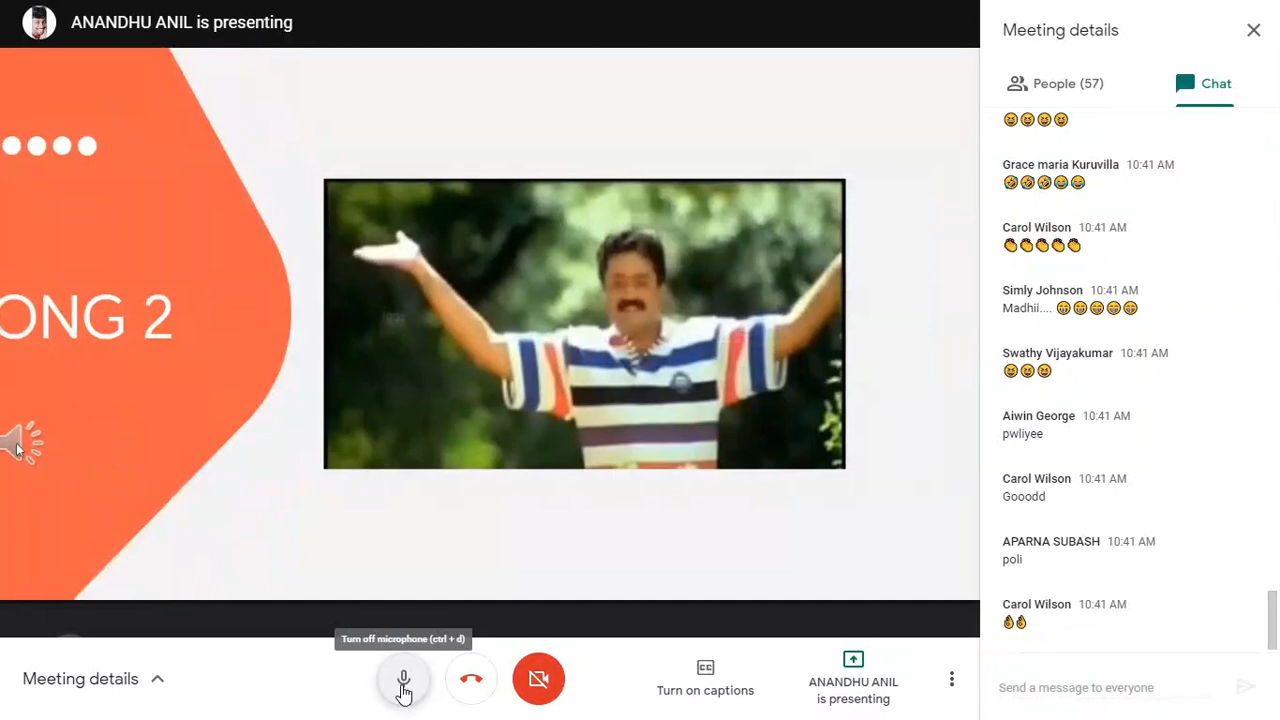 ANANDHU ANIL is presenting
ONG 2
Meeting details
People (57)
Chat
😆😆😆😆
Grace maria Kuruvilla 10:41 AM
🤣🤣🤣😂😂
Carol Wilson 10:41 AM
👏👏👏👏👏
Simly Johnson 10:41 AM
Madhii.... 😁😁😁😁😁
Swathy Vijayakumar 10:41 AM
😆😆😆
Aiwin George 10:41 AM
pwliyee
Carol Wilson 10:41 AM
Gooodd
APARNA SUBASH 10:41 AM
poli
Carol Wilson 10:41 AM
👌👌
Send a message to everyone
Turn off microphone (ctrl + d)
Meeting details
Turn on captions
ANANDHU ANIL
is presenting